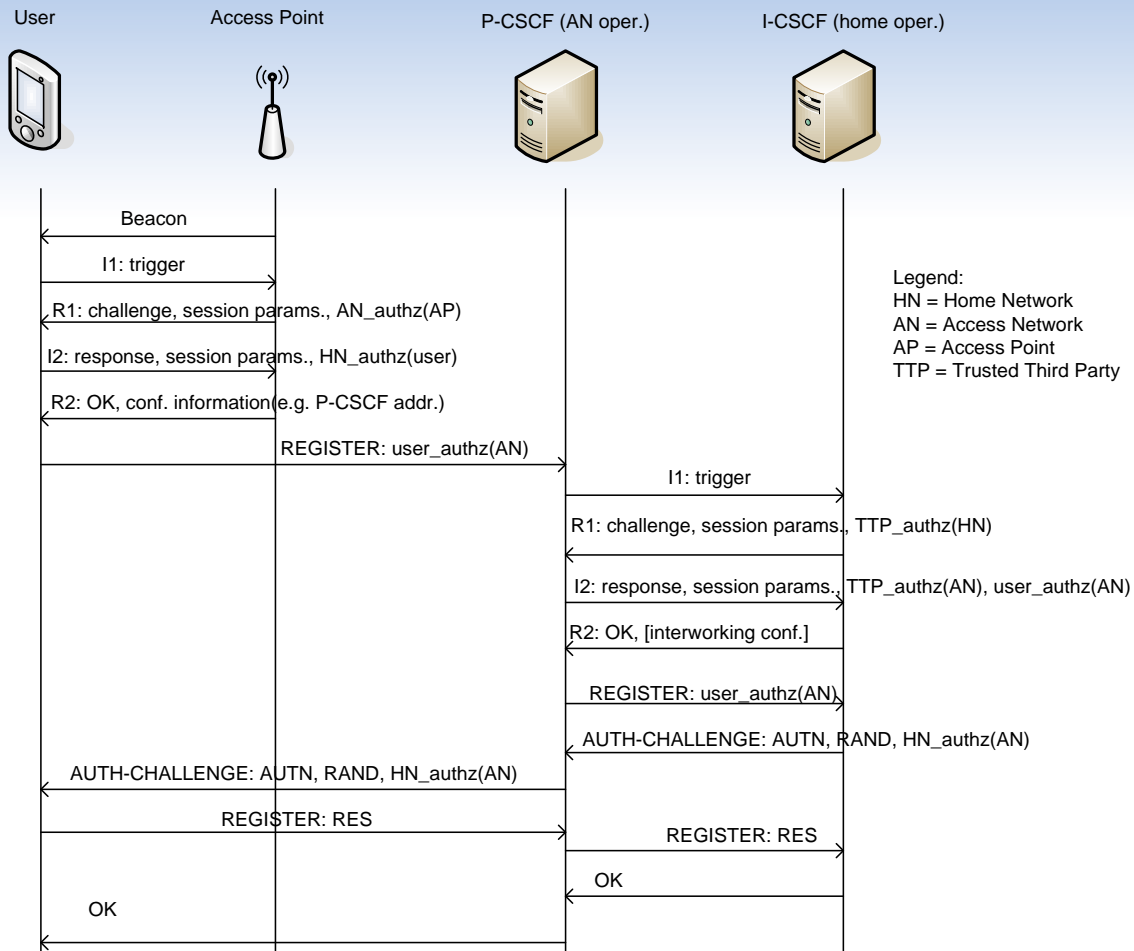 User
Access Point
P-CSCF (AN oper.)
I-CSCF (home oper.)
Beacon
I1: trigger
R1: challenge, session params., AN_authz(AP)
I2: response, session params., HN_authz(user)
R2: OK, conf. information(e.g. P-CSCF addr.)
REGISTER: user_authz(AN)
Legend:
HN = Home Network
AN = Access Network
AP = Access Point
TTP = Trusted Third Party
I1: trigger
R1: challenge, session params., TTP_authz(HN)
I2: response, session params., TTP_authz(AN), user_authz(AN)
R2: OK, [interworking conf.]
REGISTER: user_authz(AN)
AUTH-CHALLENGE: AUTN, RAND, HN_authz(AN)
AUTH-CHALLENGE: AUTN, RAND, HN_authz(AN)
REGISTER: RES
REGISTER: RES
OK
OK